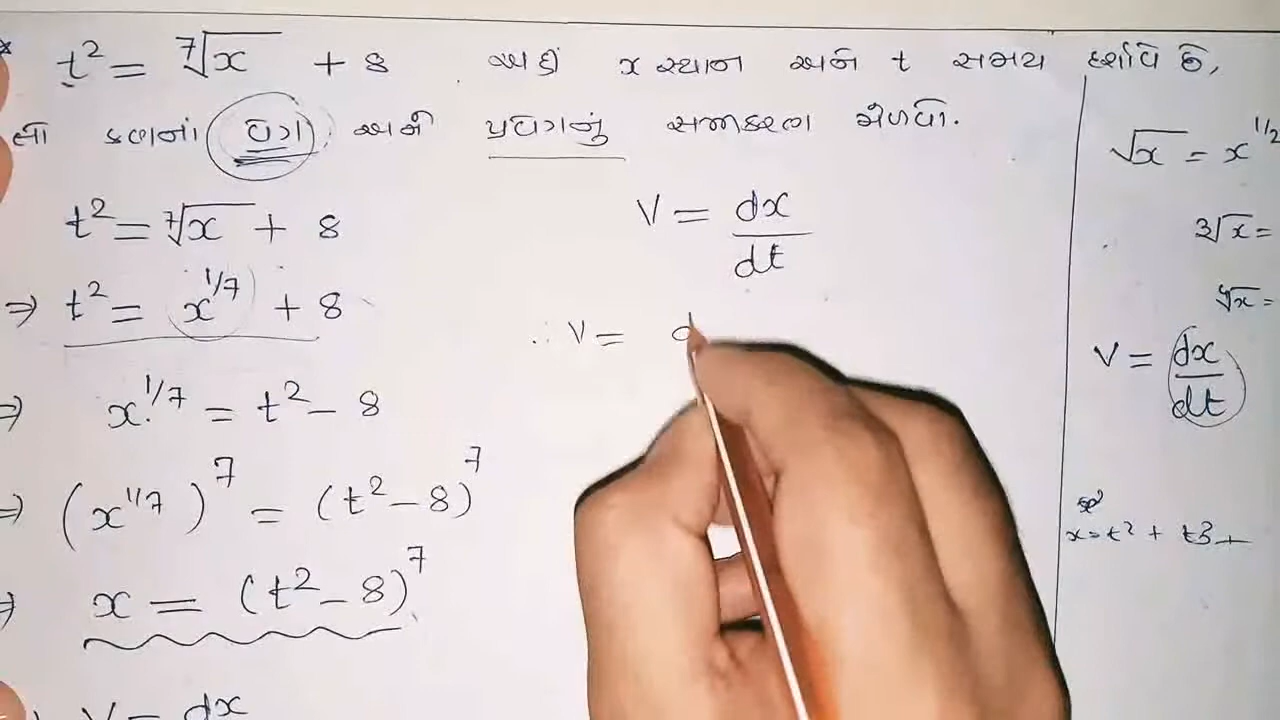 * t² = ⁷√x + 8 . અહીં x સ્થાન અને t સમય દર્શાવે છે,
તો કણનાં વેગ અને પ્રવેગનું સમીકરણ મેળવો.
t² = ⁷√x + 8
⇒ t² = x^1/7 + 8
⇒ x^1/7 = t² - 8
⇒ (x^1/7)^7 = (t² - 8)^7
⇒ x = (t² - 8)^7
V = dx
V = dx/dt
∴ V = d
√x = x^1/2
³√x =
⁴√x =
V = dx/dt
x = t² + t3 +